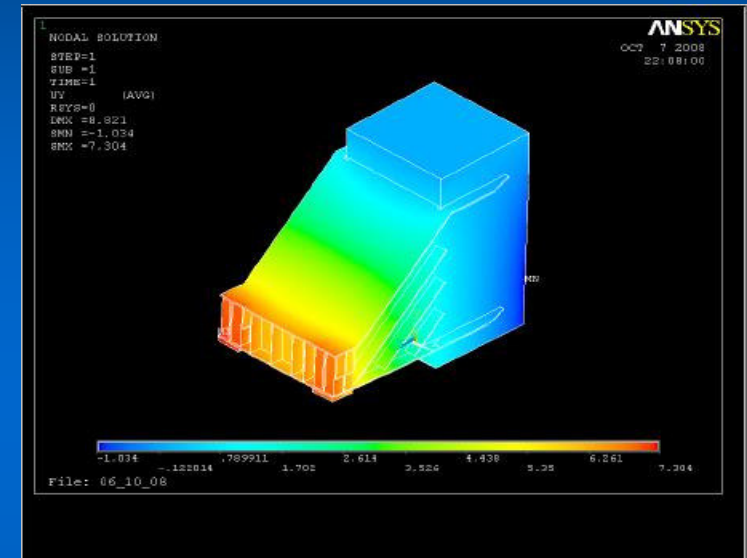 1
NODAL SOLUTION
STEP=1
SUB =1
TIME=1
UY (AVG)
RSYS=0
DMX =8.821
SMN =-1.034
SMX =7.304
ANSYS
OCT 7 2008
22:08:00
MN
-1.034 .789911 2.614 4.438 6.261
-.122014 1.702 3.526 5.35 7.304
File: 06_10_08